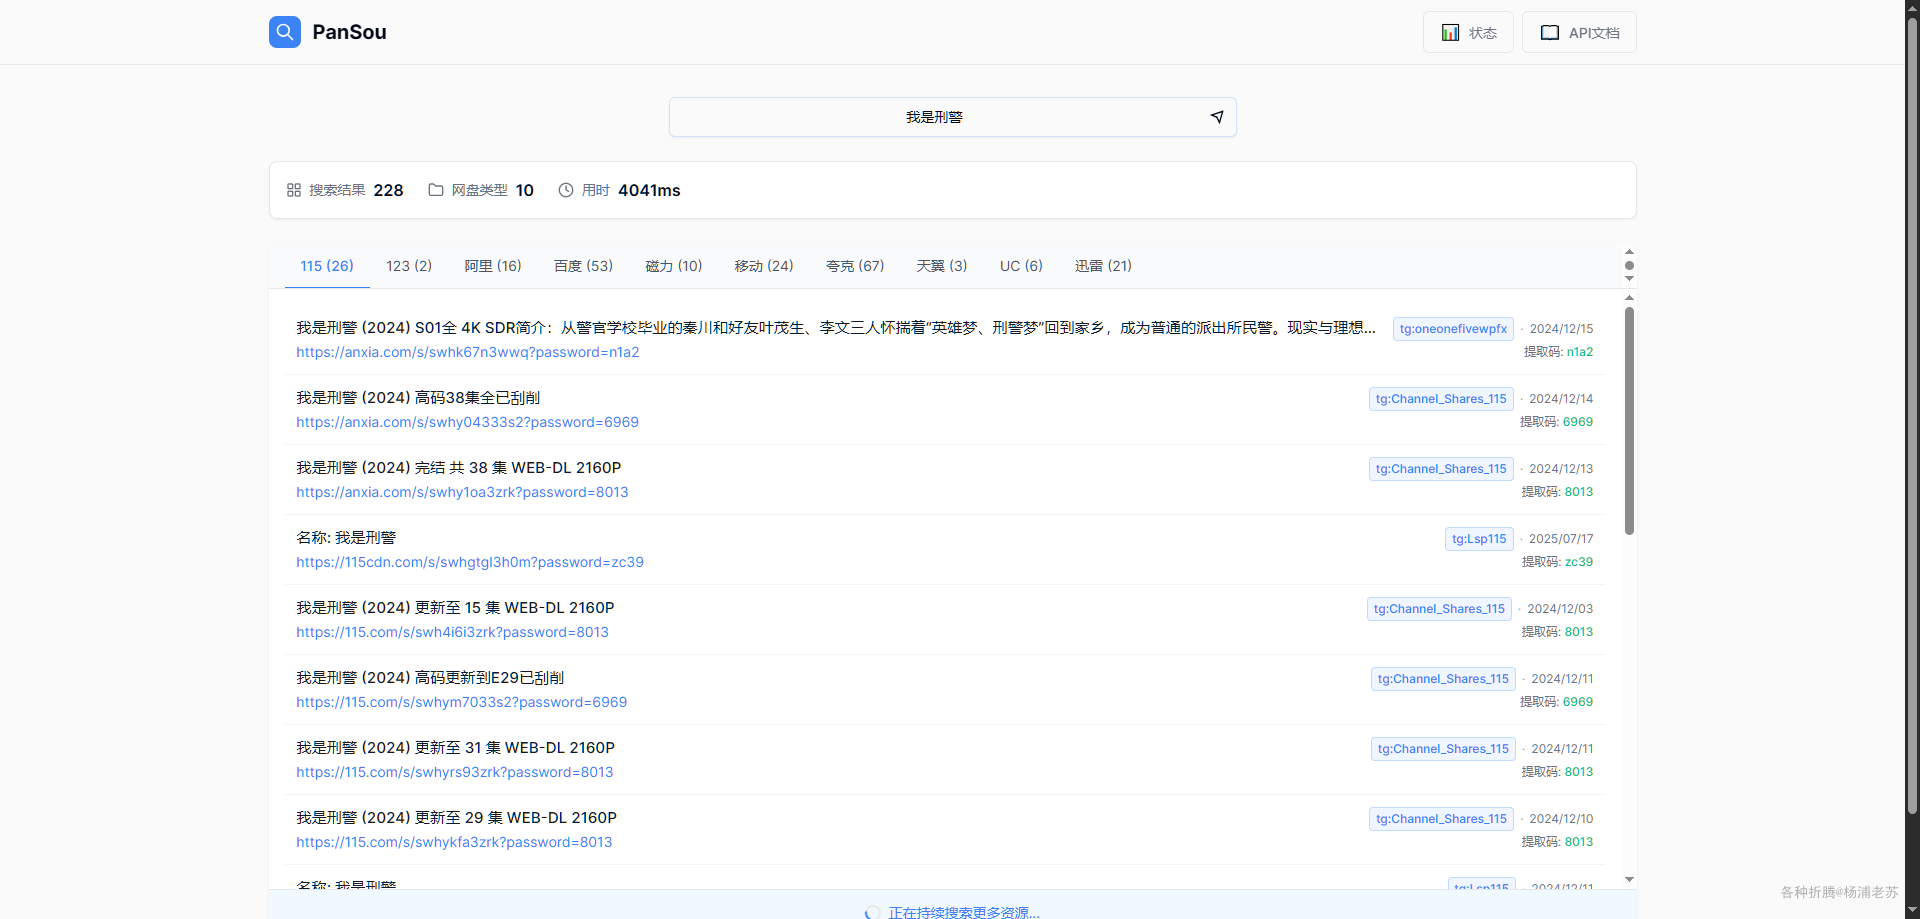 PanSou
状态
API文档
我是刑警
搜索结果 228 网盘类型 10 用时 4041ms
115 (26) 123 (2) 阿里 (16) 百度 (53) 磁力 (10) 移动 (24) 夸克 (67) 天翼 (3) UC (6) 迅雷 (21)
我是刑警 (2024) S01全 4K SDR简介：从警官学校毕业的秦川和好友叶茂生、李文三人怀揣着“英雄梦、刑警梦”回到家乡，成为普通的派出所民警。现实与理想... tg:oneonefivewpfx · 2024/12/15
https://anxia.com/s/swhk67n3wwq?password=n1a2 提取码: n1a2
我是刑警 (2024) 高码38集全已刮削 tg:Channel_Shares_115 · 2024/12/14
https://anxia.com/s/swhy04333s2?password=6969 提取码: 6969
我是刑警 (2024) 完结 共 38 集 WEB-DL 2160P tg:Channel_Shares_115 · 2024/12/13
https://anxia.com/s/swhy1oa3zrk?password=8013 提取码: 8013
名称: 我是刑警 tg:Lsp115 · 2025/07/17
https://115cdn.com/s/swhgtgl3h0m?password=zc39 提取码: zc39
我是刑警 (2024) 更新至 15 集 WEB-DL 2160P tg:Channel_Shares_115 · 2024/12/03
https://115.com/s/swh4i6i3zrk?password=8013 提取码: 8013
我是刑警 (2024) 高码更新到E29已刮削 tg:Channel_Shares_115 · 2024/12/11
https://115.com/s/swhym7033s2?password=6969 提取码: 6969
我是刑警 (2024) 更新至 31 集 WEB-DL 2160P tg:Channel_Shares_115 · 2024/12/11
https://115.com/s/swhyrs93zrk?password=8013 提取码: 8013
我是刑警 (2024) 更新至 29 集 WEB-DL 2160P tg:Channel_Shares_115 · 2024/12/10
https://115.com/s/swhykfa3zrk?password=8013 提取码: 8013
名称: 我是刑警 tg:Lsp115 · 2024/12/11
正在持续搜索更多资源...
各种折腾@杨浦老苏